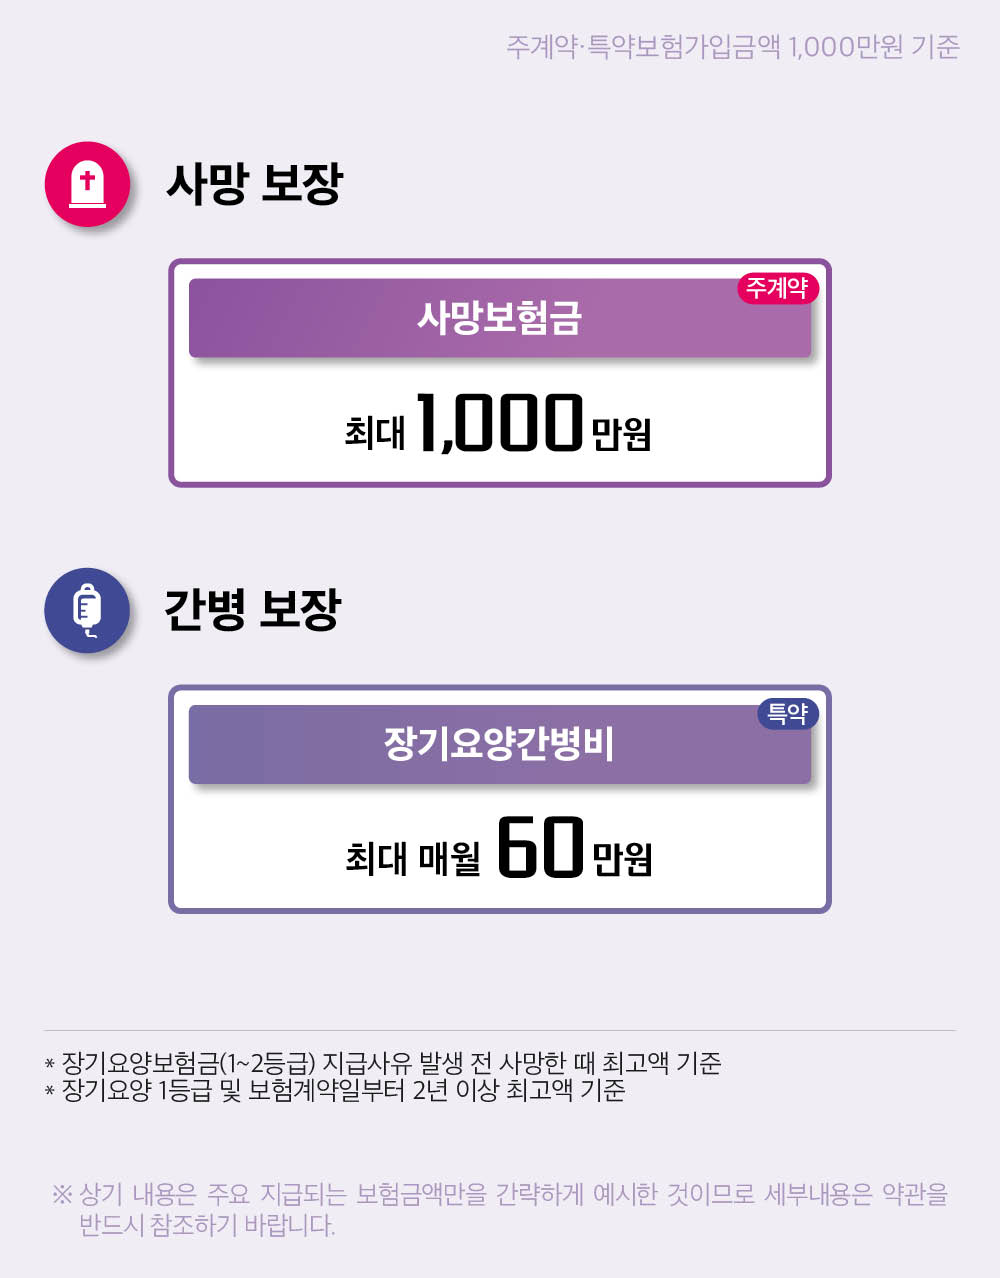 주계약·특약보험가입금액 1,000만원 기준
사망 보장
주계약
사망보험금
최대 1,000 만원
간병 보장
특약
장기요양간병비
최대 매월 60 만원
* 장기요양보험금(1~2등급) 지급사유 발생 전 사망한 때 최고액 기준
* 장기요양 1등급 및 보험계약일부터 2년 이상 최고액 기준
※ 상기 내용은 주요 지급되는 보험금액만을 간략하게 예시한 것이므로 세부내용은 약관을
반드시 참조하기 바랍니다.